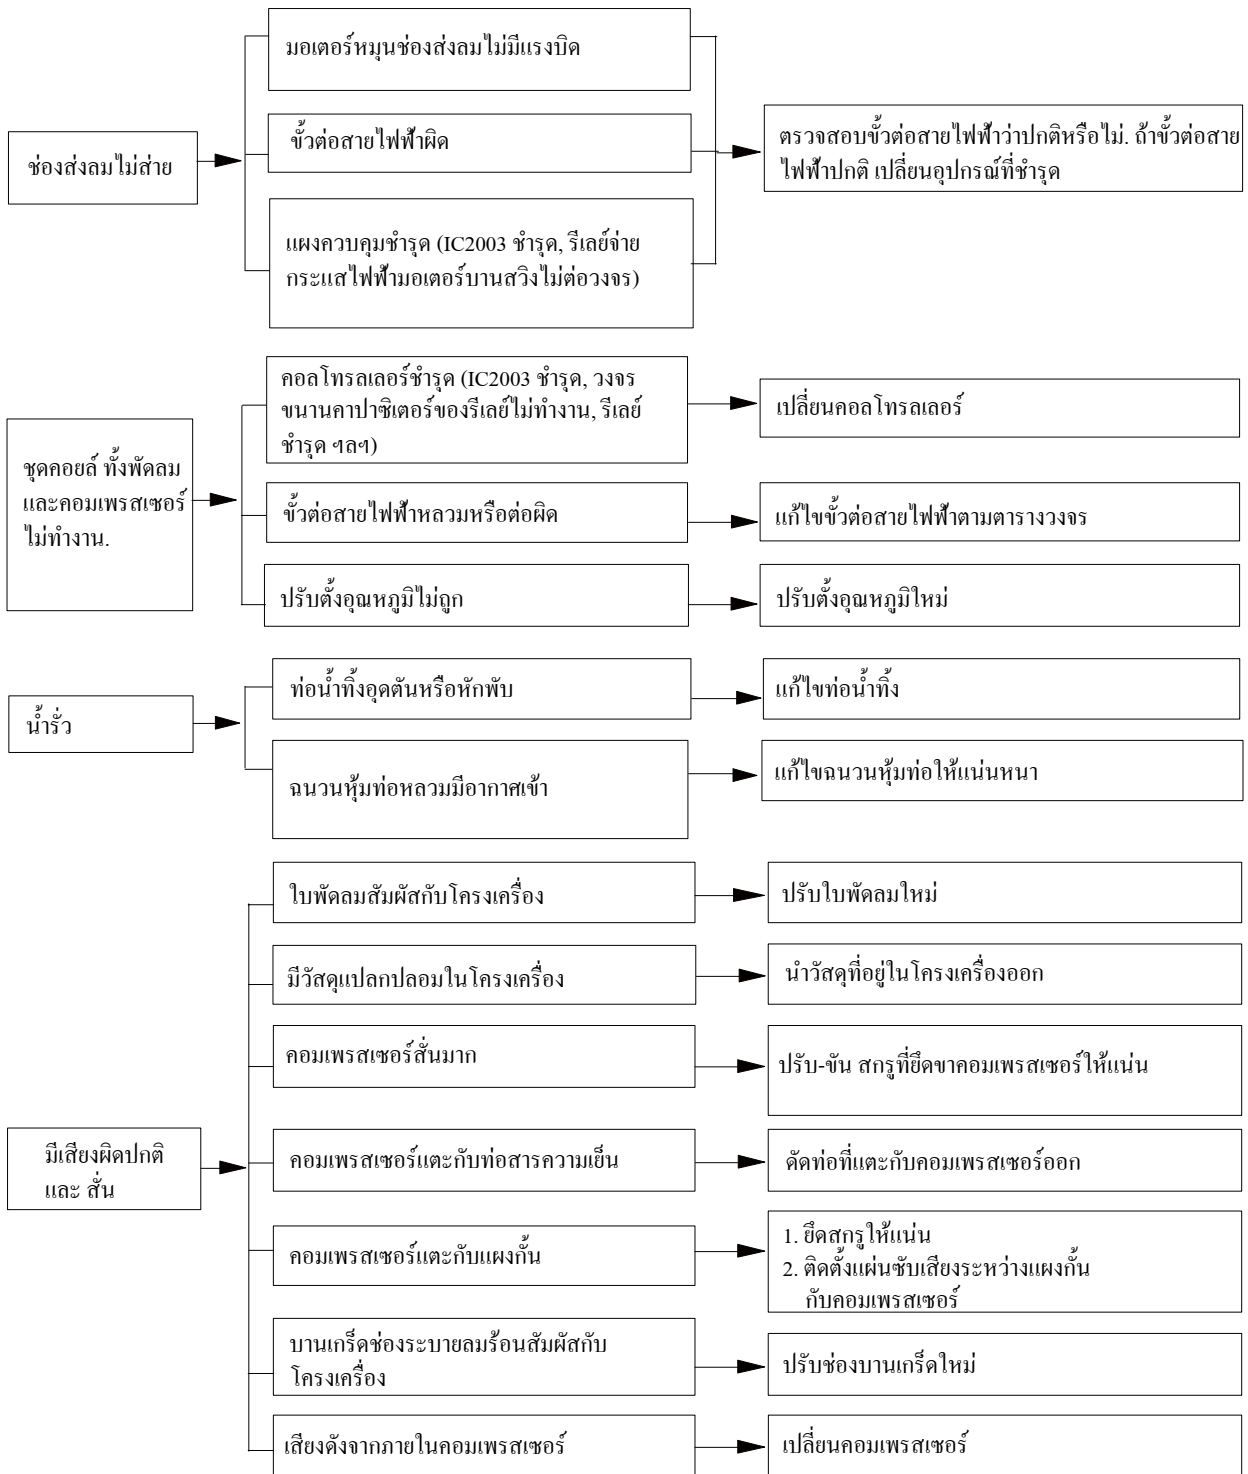 มอเตอร์หมุนช่องส่งลมไม่มีแรงบิด
ช่องส่งลมไม่ส่าย
ขั้วต่อสายไฟฟ้าผิด
ตรวจสอบขั้วต่อสายไฟฟ้าว่าปกติหรือไม่. ถ้าขั้วต่อสาย
ไฟฟ้าปกติ เปลี่ยนอุปกรณ์ที่ชำรุด
แผงควบคุมชำรุด (IC2003 ชำรุด, รีเลย์จ่าย
กระแสไฟฟ้ามอเตอร์บานสวิงไม่ต่อวงจร)
ชุดคอยล์ ทั้งพัดลม
และคอมเพรสเซอร์
ไม่ทำงาน.
คอลโทรลเลอร์ชำรุด (IC2003 ชำรุด, วงจร
ขนานคาปาซิเตอร์ของรีเลย์ไม่ทำงาน, รีเลย์
ชำรุด ฯลฯ)
เปลี่ยนคอลโทรลเลอร์
ขั้วต่อสายไฟฟ้าหลวมหรือต่อผิด
แก้ไขขั้วต่อสายไฟฟ้าตามตารางวงจร
ปรับตั้งอุณหภูมิไม่ถูก
ปรับตั้งอุณหภูมิใหม่
น้ำรั่ว
ท่อน้ำทิ้งอุดตันหรือหักพับ
แก้ไขท่อน้ำทิ้ง
ฉนวนหุ้มท่อหลวมมีอากาศเข้า
แก้ไขฉนวนหุ้มท่อให้แน่นหนา
มีเสียงผิดปกติ
และ สั่น
ใบพัดลมสัมผัสกับโครงเครื่อง
ปรับใบพัดลมใหม่
มีวัสดุแปลกปลอมในโครงเครื่อง
นำวัสดุที่อยู่ในโครงเครื่องออก
คอมเพรสเซอร์สั่นมาก
ปรับ-ขัน สกรูที่ยึดขาคอมเพรสเซอร์ให้แน่น
คอมเพรสเซอร์แตะกับท่อสารความเย็น
ดัดท่อที่แตะกับคอมเพรสเซอร์ออก
คอมเพรสเซอร์แตะกับแผงกั้น
1. ยึดสกรูให้แน่น
2. ติดตั้งแผ่นซับเสียงระหว่างแผงกั้น
กับคอมเพรสเซอร์
บานเกร็ดช่องระบายลมร้อนสัมผัสกับ
โครงเครื่อง
ปรับช่องบานเกร็ดใหม่
เสียงดังจากภายในคอมเพรสเซอร์
เปลี่ยนคอมเพรสเซอร์